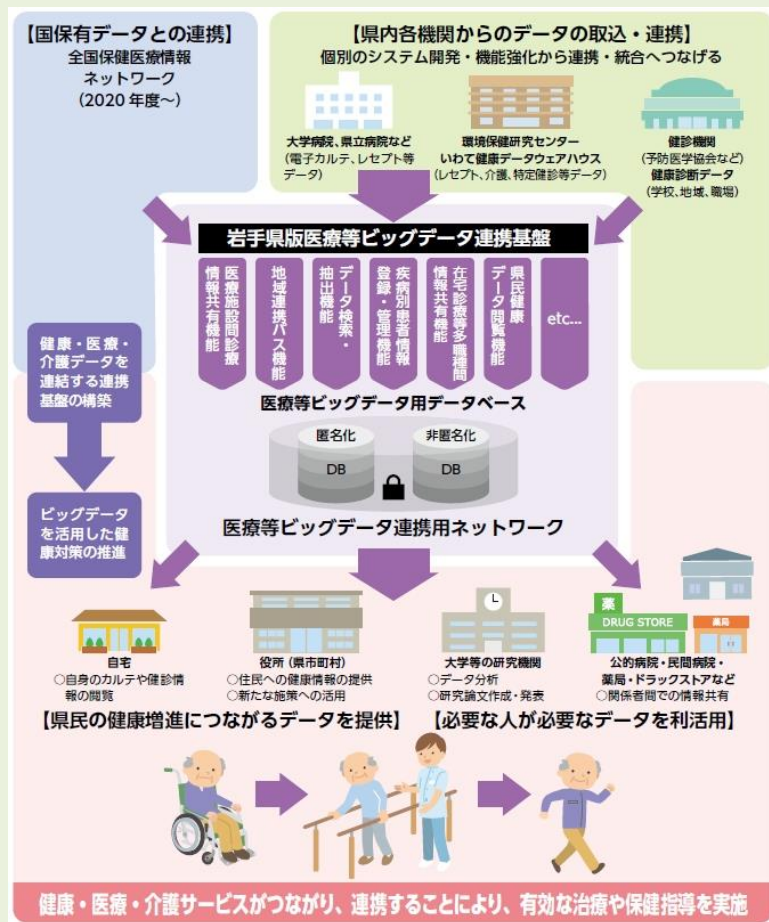 【国保有データとの連携】
全国保健医療情報
ネットワーク
(2020年度~)
【県内各機関からのデータの取込・連携】
個別のシステム開発・機能強化から連携・統合へつなげる
大学病院、県立病院など
(電子カルテ、レセプト等
データ)
環境保健研究センター
いわて健康データウェアハウス
(レセプト、介護、特定健診等データ)
健診機関
(予防医学協会など)
健康診断データ
(学校、地域、職場)
岩手県版医療等ビッグデータ連携基盤
医療施設間診療
情報共有機能
地域連携パス機能
データ検索・
抽出機能
疾病別患者情報
登録・管理機能
在宅診療等多職種間
情報共有機能
県民健康
データ閲覧機能
etc...
健康・医療・
介護データを
連結する連携
基盤の構築
医療等ビッグデータ用データベース
匿名化
DB
非匿名化
DB
ビッグデータ
を活用した健
康対策の推進
医療等ビッグデータ連携用ネットワーク
自宅
○自身のカルテや健診情
報の閲覧
役所(県市町村)
○住民への健康情報の提供
○新たな施策への活用
大学等の研究機関
○データ分析
○研究論文作成・発表
薬
DRUG STORE
薬局
公的病院・民間病院・
薬局・ドラックストアなど
○関係者間での情報共有
【県民の健康増進につながるデータを提供】
【必要な人が必要なデータを利活用】
健康・医療・介護サービスがつながり、連携することにより、有効な治療や保健指導を実施